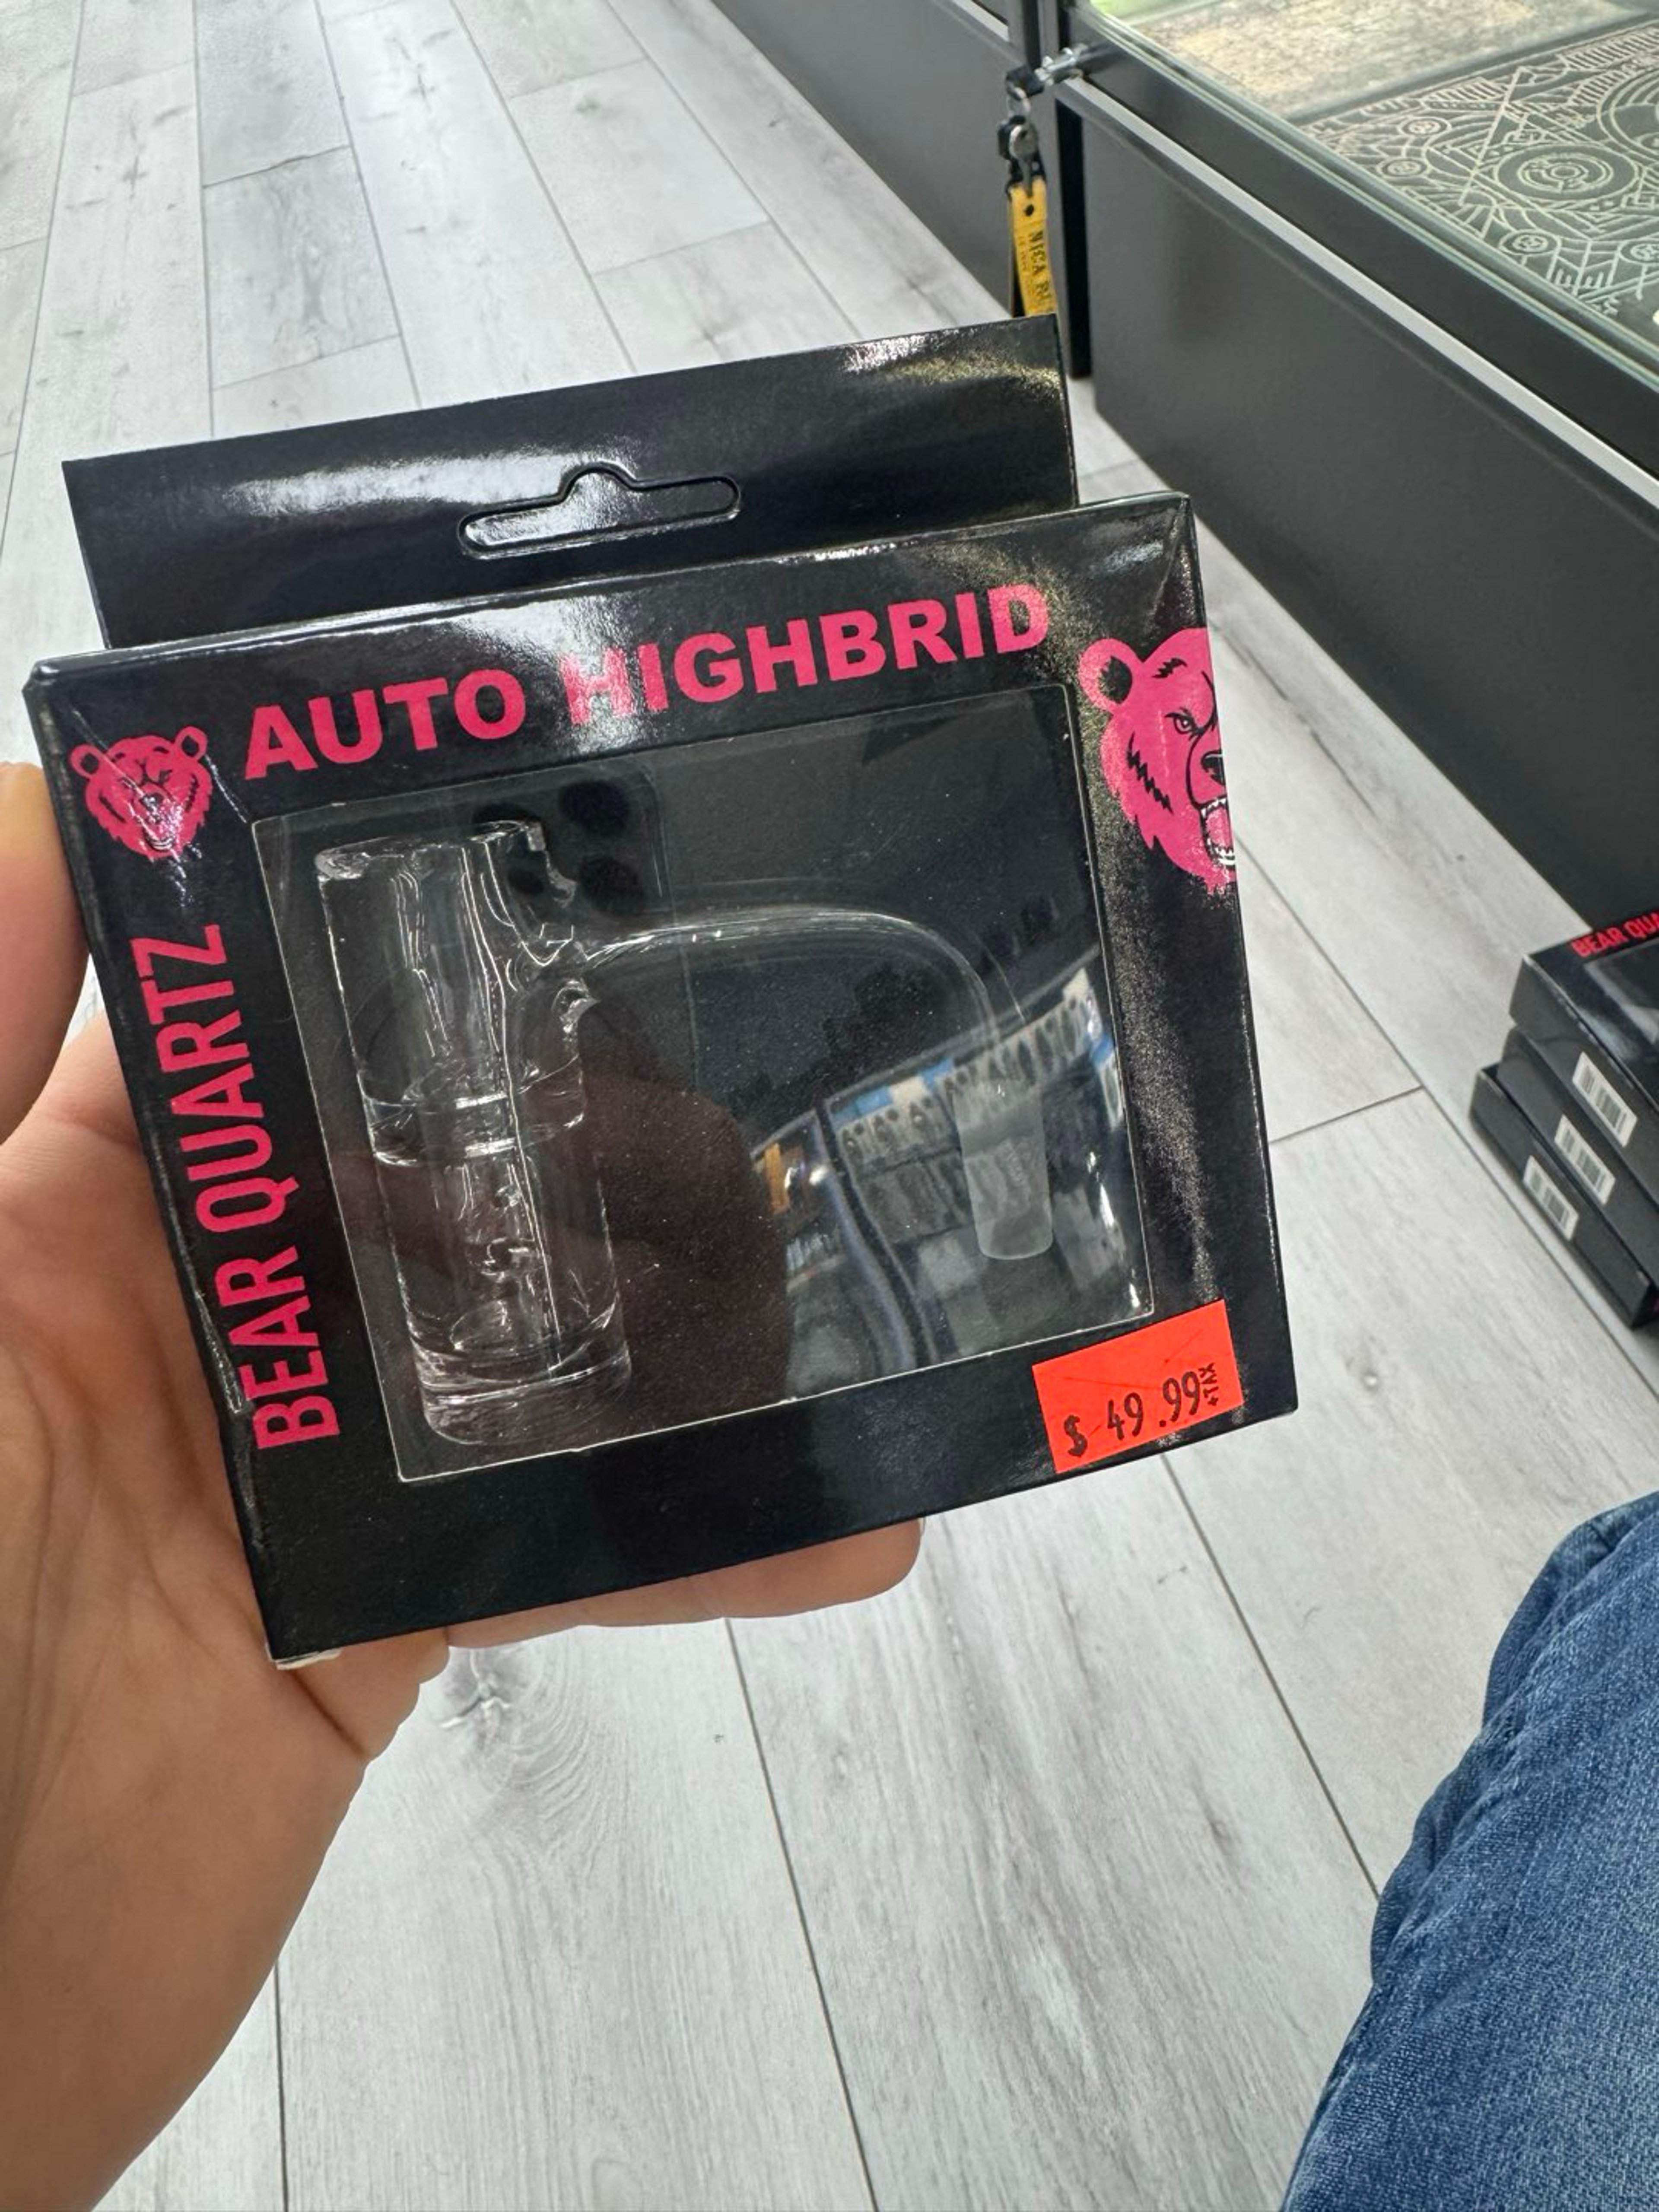 AUTO HIGHBRID
BEAR QUARTZ
$ 49.99 +TAX
BEAR QUA